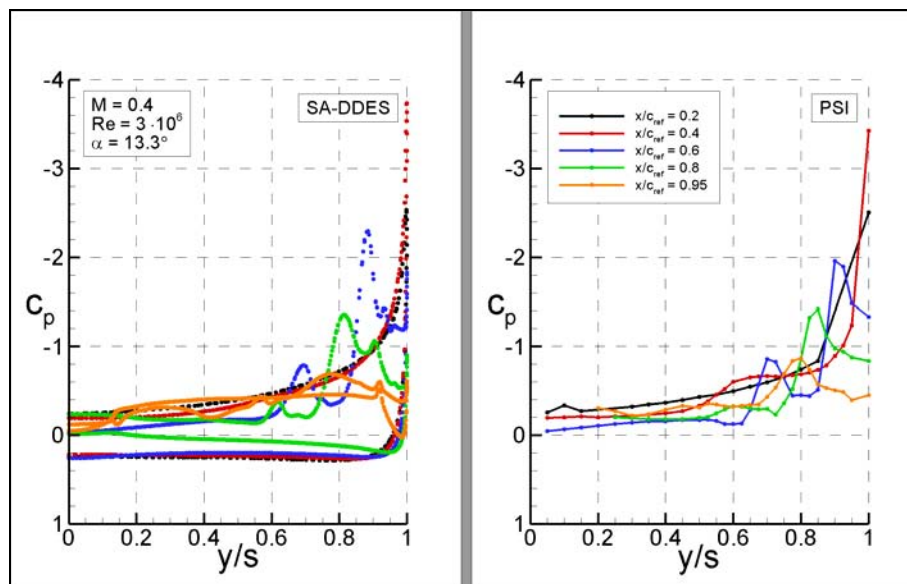 -4
-3
-2
-1
0
1
c_p
0 0.2 0.4 0.6 0.8 1
y/s
M = 0.4
Re = 3 ·10⁶
α = 13.3°
SA-DDES
-4
-3
-2
-1
0
1
c_p
0 0.2 0.4 0.6 0.8 1
y/s
x/c_ref = 0.2
x/c_ref = 0.4
x/c_ref = 0.6
x/c_ref = 0.8
x/c_ref = 0.95
PSI